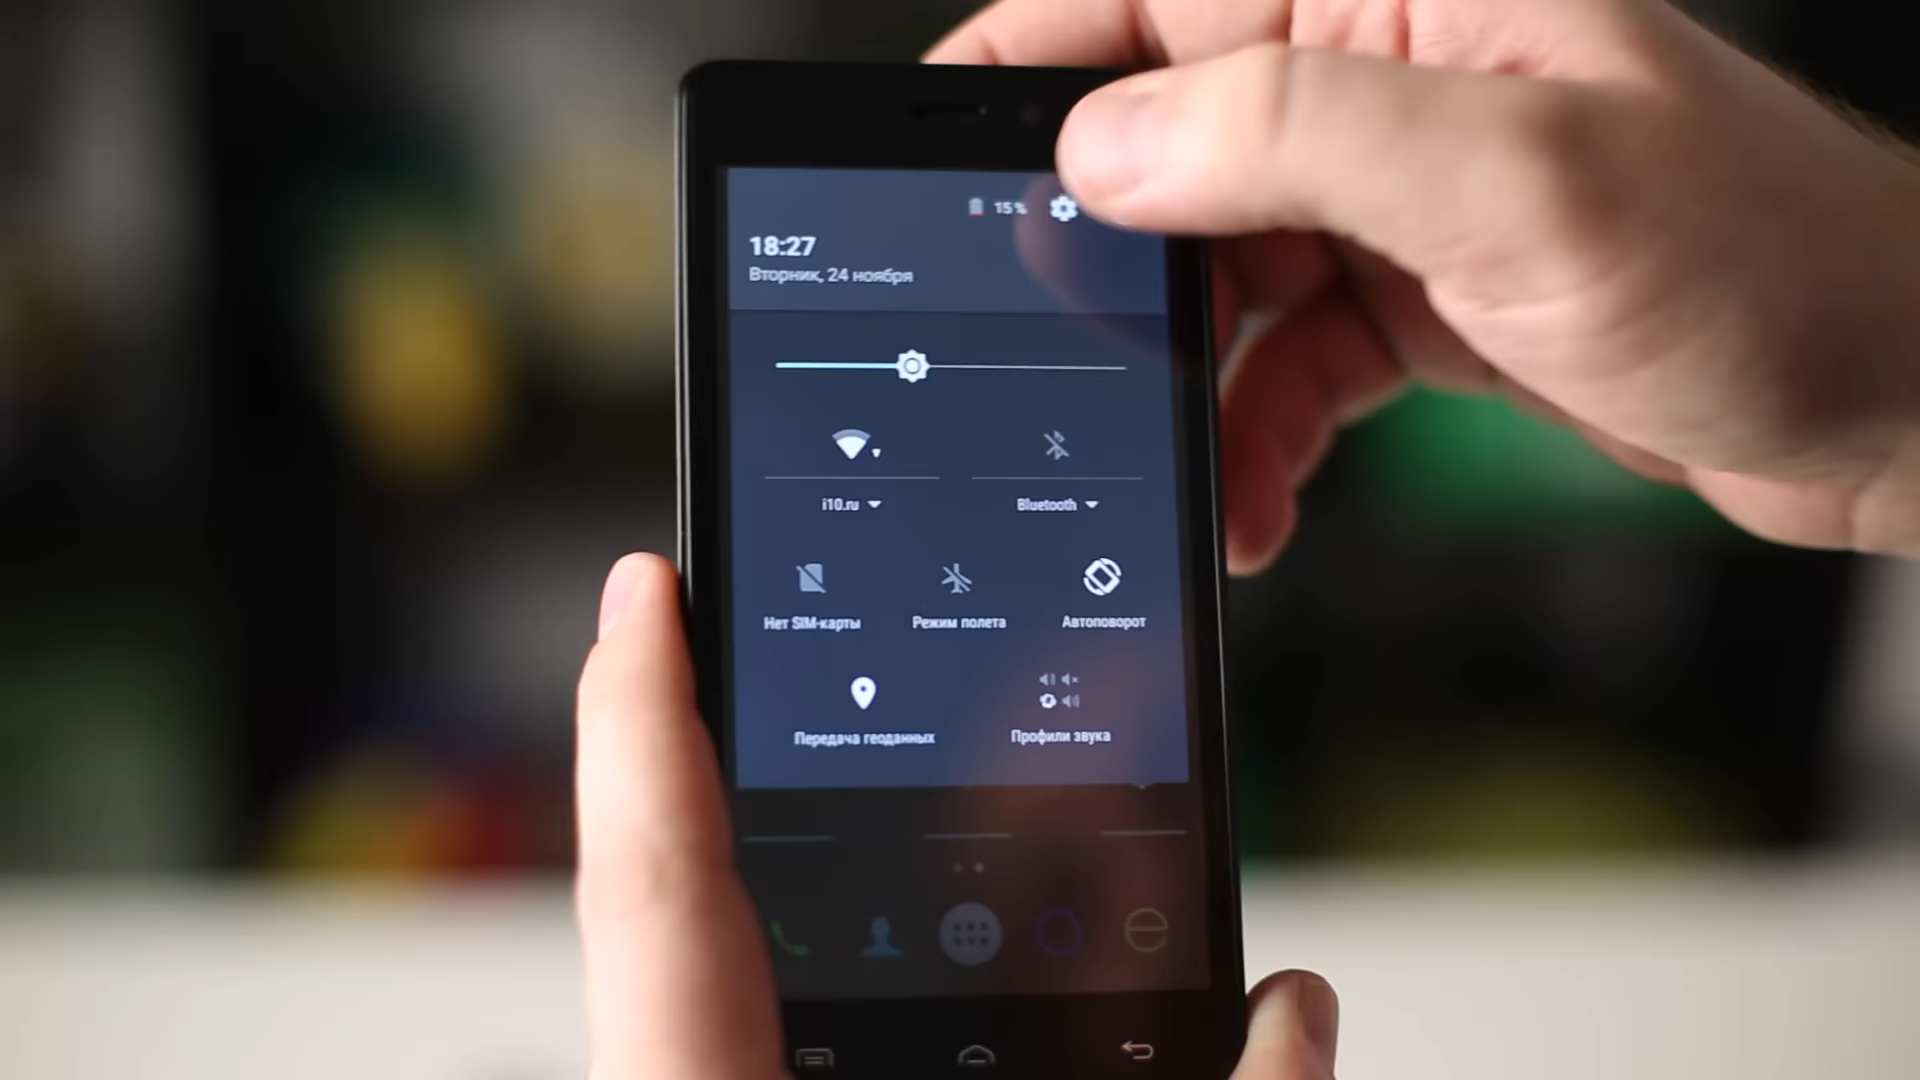 15%
18:27
Вторник, 24 ноября
i10.ru
Bluetooth
Нет SIM-карты
Режим полета
Автоповорот
Передача геоданных
Профили звука